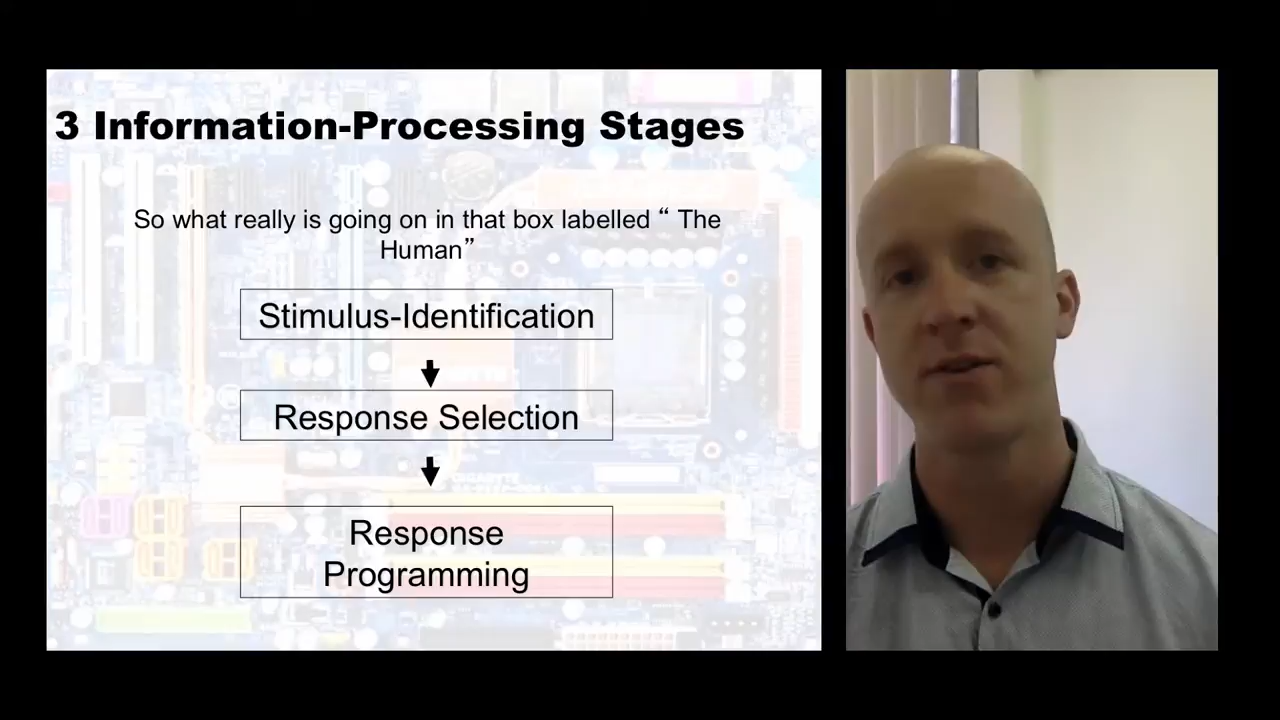 3 Information-Processing Stages
So what really is going on in that box labelled “ The
Human”
Stimulus-Identification
Response Selection
Response
Programming